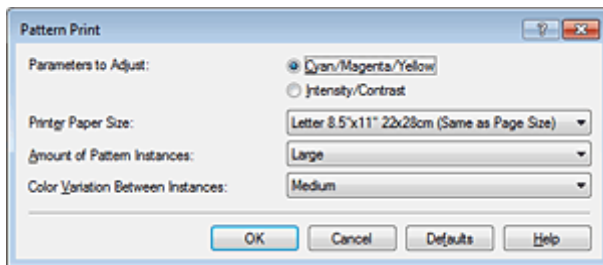 Pattern Print
Parameters to Adjust: Cyan/Magenta/Yellow
Intensity/Contrast
Printer Paper Size: Letter 8.5"x11" 22x28cm (Same as Page Size)
Amount of Pattern Instances: Large
Color Variation Between Instances: Medium
OK Cancel Defaults Help